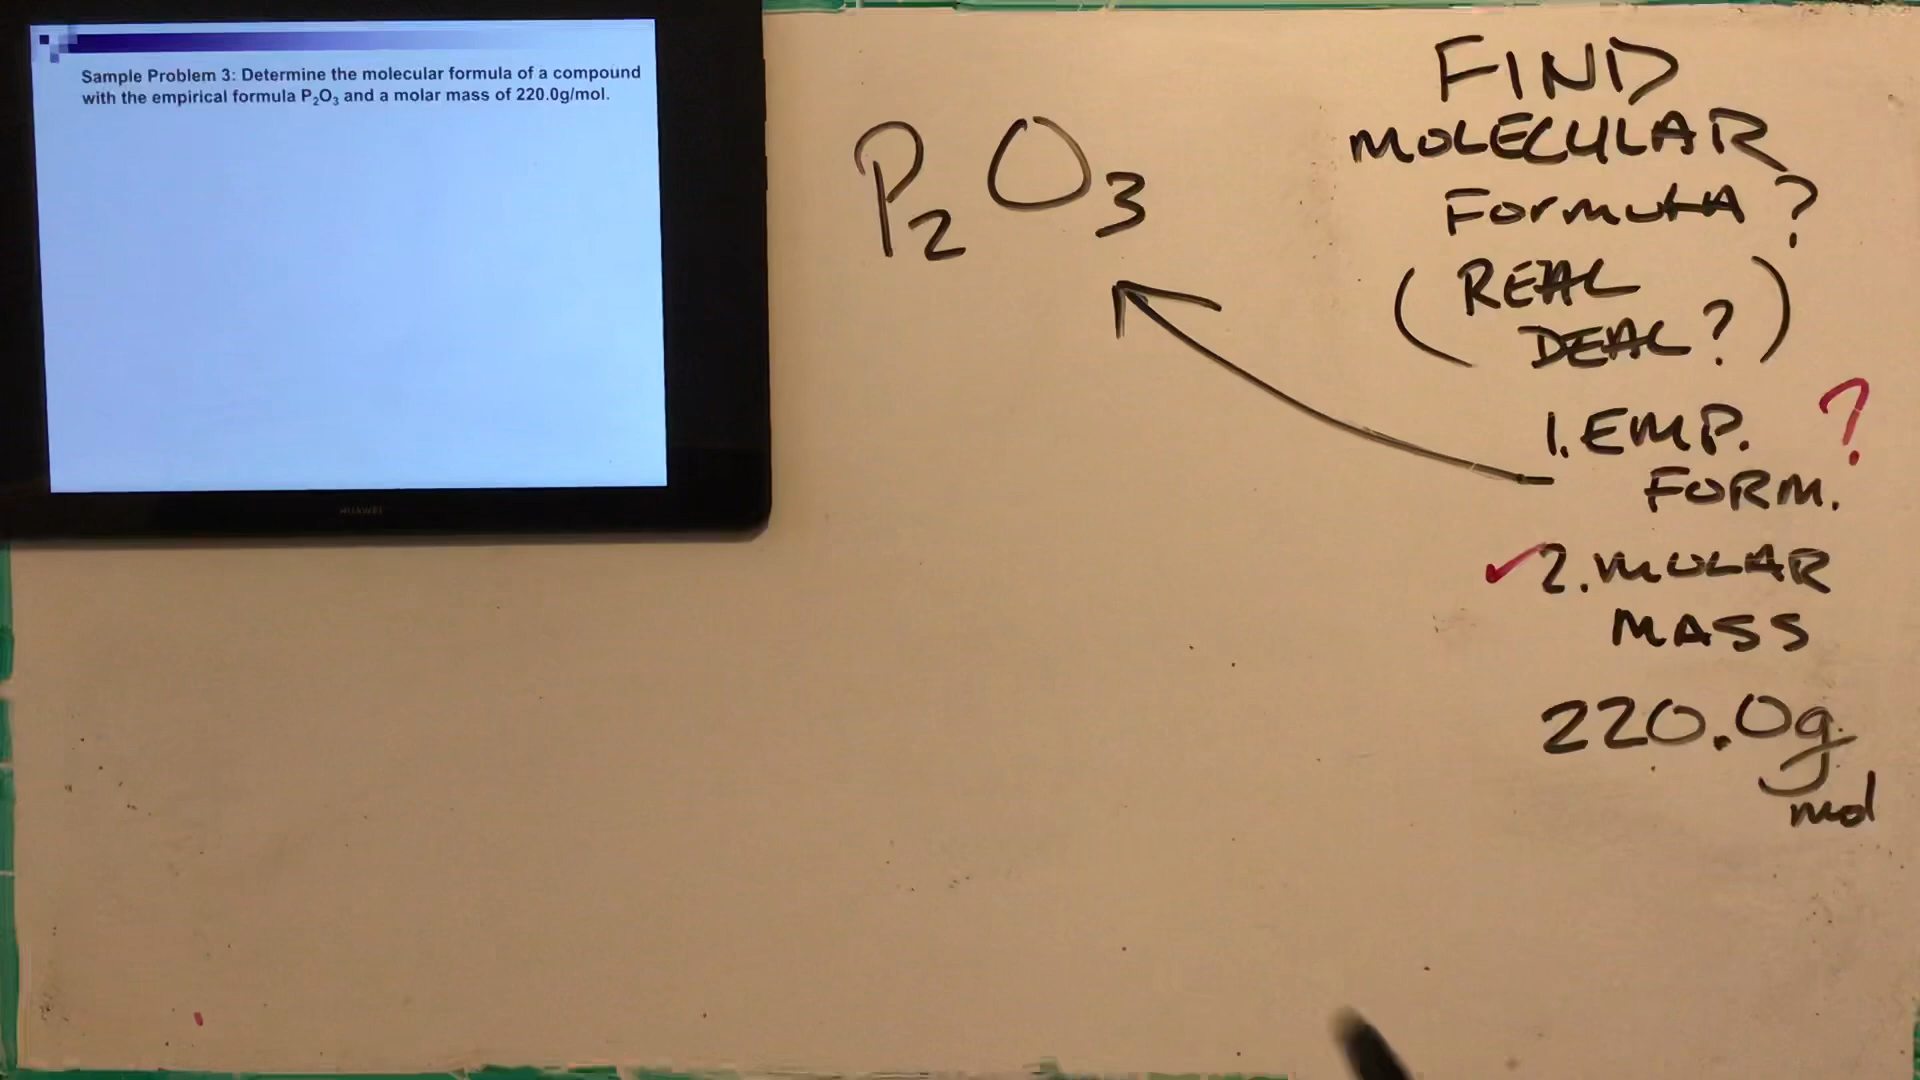 Sample Problem 3: Determine the molecular formula of a compound
with the empirical formula P₂O₃ and a molar mass of 220.0g/mol.
HUAWEI
P₂O₃
FIND
MOLECULAR
FORMULA?
(REAL
DEAL?)
1. EMP. ?
FORM.
✓2. MOLAR
MASS
220.0g
mol